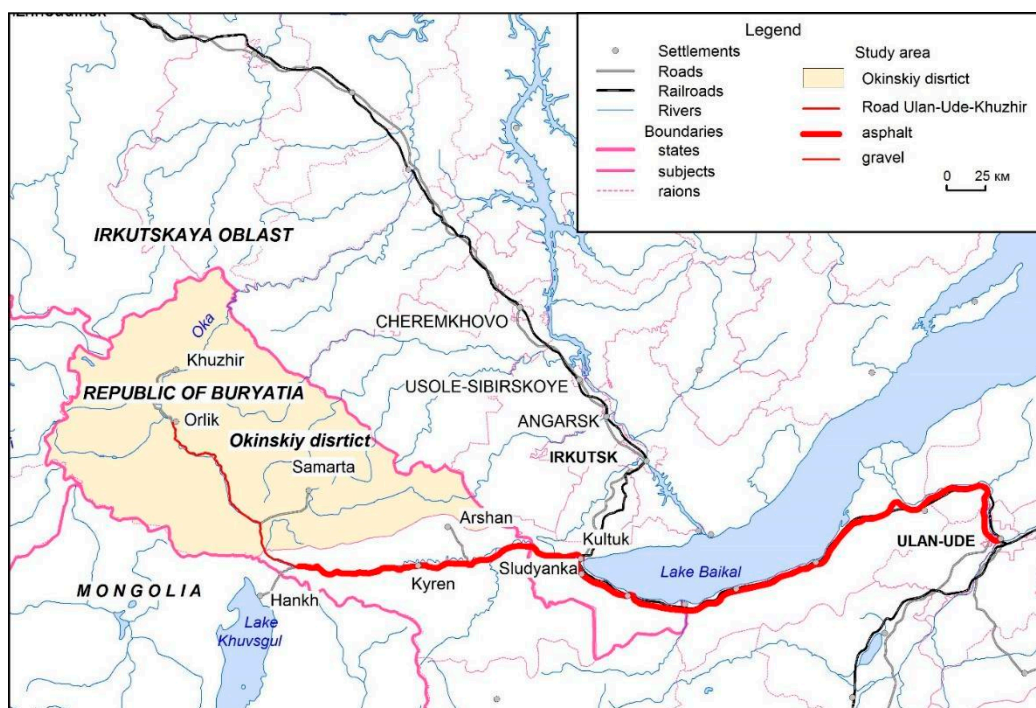 Legend
Settlements
Roads
Railroads
Rivers
Boundaries
states
subjects
raions
Study area
Okinskiy disrtict
Road Ulan-Ude-Khuzhir
asphalt
gravel
0 25 км
IRKUTSKAYA OBLAST
Oka
CHEREMKHOVO
Khuzhir
USOLE-SIBIRSKOYE
REPUBLIC OF BURYATIA
Orlik
ANGARSK
Okinskiy disrtict
IRKUTSK
Samarta
Arshan
Kultuk
ULAN-UDE
Sludyanka
Lake Baikal
Kyren
MONGOLIA
Hankh
Lake
Khuvsgul